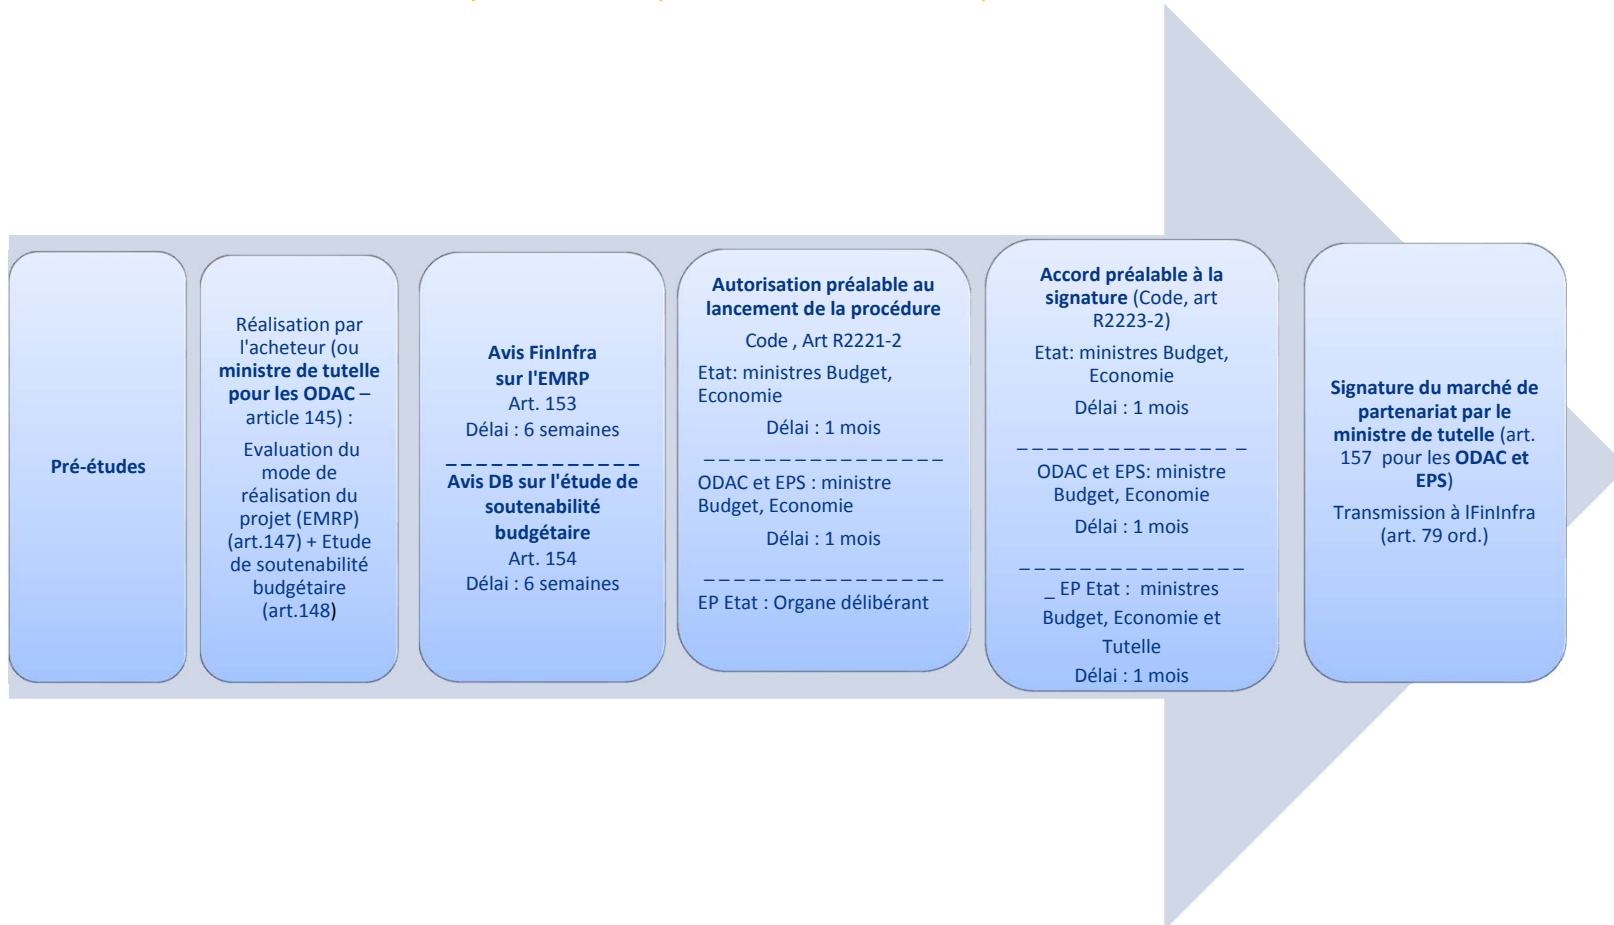 Pré-études
Réalisation par
l'acheteur (ou
ministre de tutelle
pour les ODAC –
article 145) :
Evaluation du
mode de
réalisation du
projet (EMRP)
(art.147) + Etude
de soutenabilité
budgétaire
(art.148)
Avis FinInfra
sur l'EMRP
Art. 153
Délai : 6 semaines
_ _ _ _ _ _ _ _ _ _ _ _ _
Avis DB sur l'étude de
soutenabilité
budgétaire
Art. 154
Délai : 6 semaines
Autorisation préalable au
lancement de la procédure
Code , Art R2221-2
Etat: ministres Budget,
Economie
Délai : 1 mois
_ _ _ _ _ _ _ _ _ _ _ _ _ _ _ _
ODAC et EPS : ministre
Budget, Economie
Délai : 1 mois
_ _ _ _ _ _ _ _ _ _ _ _ _ _ _ _
EP Etat : Organe délibérant
Accord préalable à la
signature (Code, art
R2223-2)
Etat: ministres Budget,
Economie
Délai : 1 mois
_ _ _ _ _ _ _ _ _ _ _ _ _ _ _
ODAC et EPS: ministre
Budget, Economie
Délai : 1 mois
_ _ _ _ _ _ _ _ _ _ _ _ _ _ _
_ EP Etat : ministres
Budget, Economie et
Tutelle
Délai : 1 mois
Signature du marché de
partenariat par le
ministre de tutelle (art.
157 pour les ODAC et
EPS)
Transmission à lFinInfra
(art. 79 ord.)